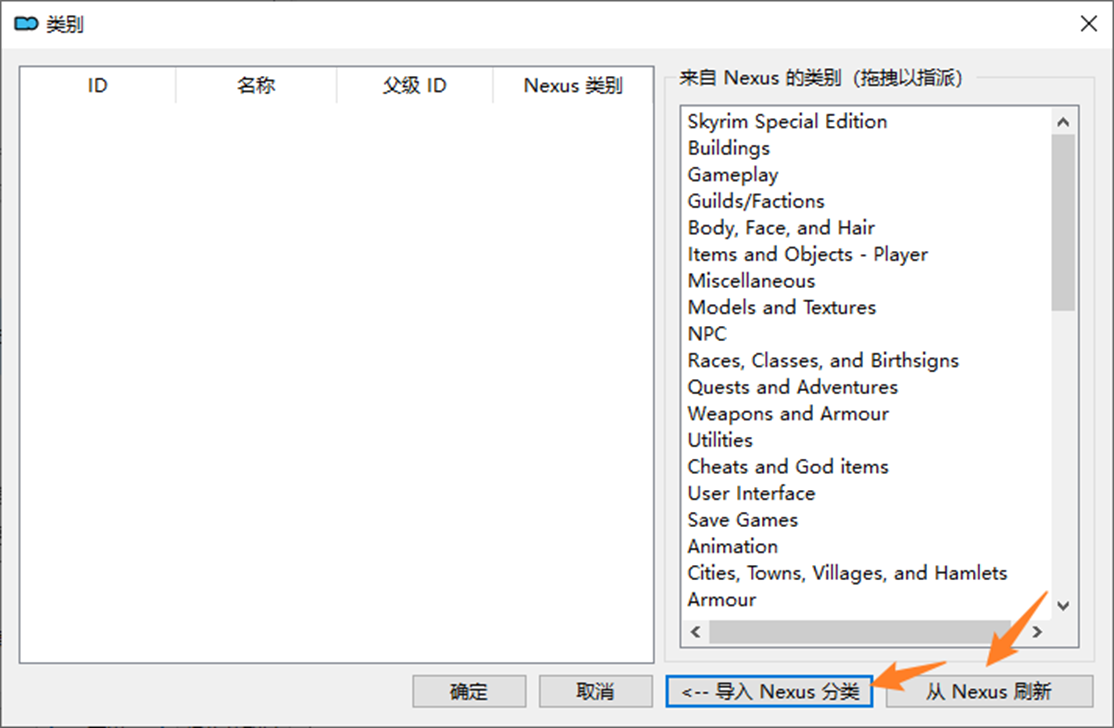 类别
ID 名称 父级 ID Nexus 类别
来自 Nexus 的类别（拖拽以指派）
Skyrim Special Edition
Buildings
Gameplay
Guilds/Factions
Body, Face, and Hair
Items and Objects - Player
Miscellaneous
Models and Textures
NPC
Races, Classes, and Birthsigns
Quests and Adventures
Weapons and Armour
Utilities
Cheats and God items
User Interface
Save Games
Animation
Cities, Towns, Villages, and Hamlets
Armour
确定 取消 <-- 导入 Nexus 分类 从 Nexus 刷新